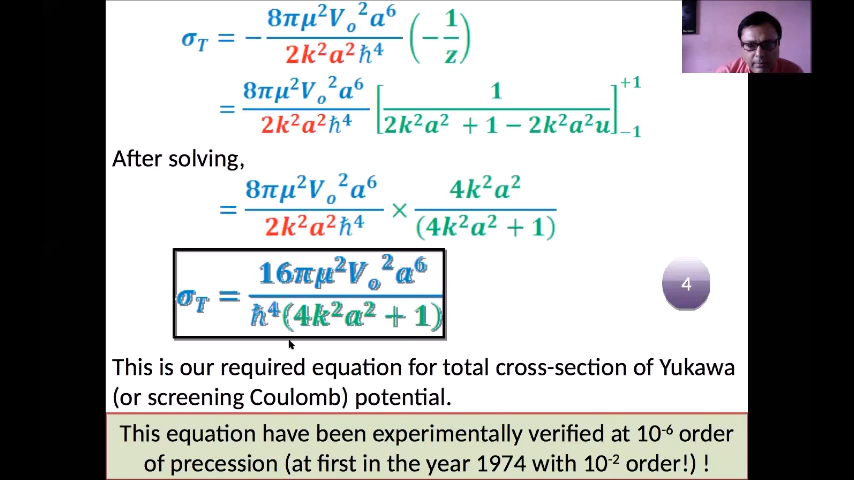 σ_T = − 8πμ²V_o²a⁶ / 2k²a²ℏ⁴ (− 1/z)
= 8πμ²V_o²a⁶ / 2k²a²ℏ⁴ [ 1 / 2k²a² + 1 − 2k²a²u ]₋₁⁺¹
After solving,
= 8πμ²V_o²a⁶ / 2k²a²ℏ⁴ × 4k²a² / (4k²a² + 1)
σ_T = 16πμ²V_o²a⁶ / ℏ⁴(4k²a² + 1)
4
This is our required equation for total cross-section of Yukawa
(or screening Coulomb) potential.
This equation have been experimentally verified at 10⁻⁶ order
of precession (at first in the year 1974 with 10⁻² order!) !